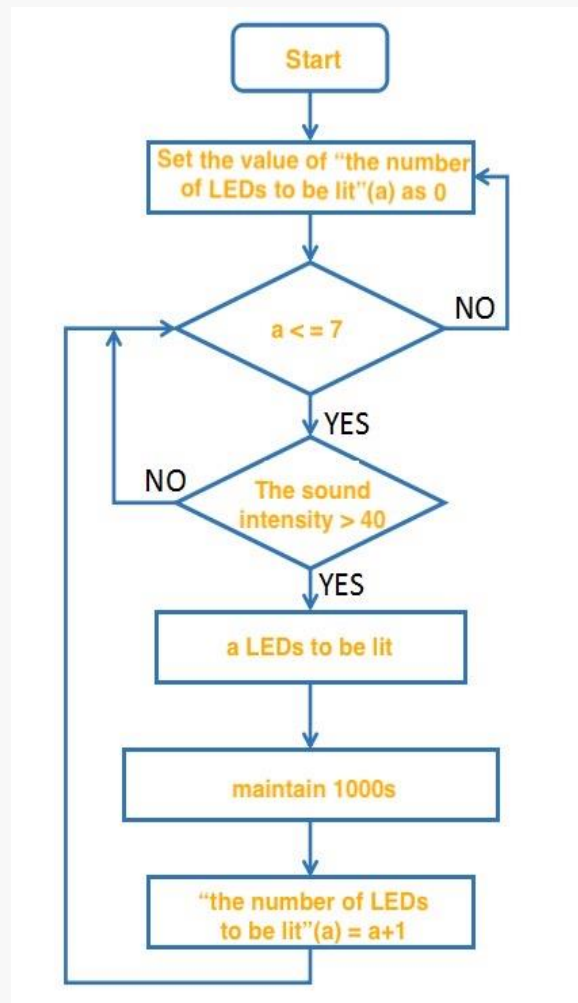 Start
Set the value of “the number
of LEDs to be lit”(a) as 0
a < = 7
NO
YES
NO
The sound
intensity > 40
YES
a LEDs to be lit
maintain 1000s
“the number of LEDs
to be lit”(a) = a+1